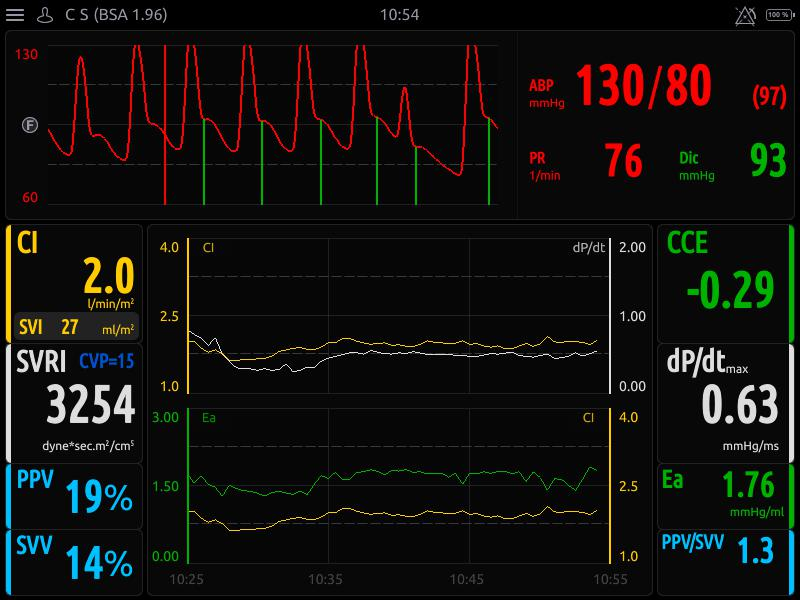 C S (BSA 1.96) 10:54 100 %
130
F
60
ABP
mmHg 130/80 (97)
PR
1/min 76 Dic
mmHg 93
CI
2.0
l/min/m²
SVI 27 ml/m²
SVRI CVP=15
3254
dyne*sec.m²/cm⁵
PPV 19%
SVV 14%
4.0 CI dP/dt 2.00
2.5 1.00
1.0 0.00
3.00 Ea CI 4.0
1.50 2.5
0.00 1.0
10:25 10:35 10:45 10:55
CCE
-0.29
dP/dtmax
0.63
mmHg/ms
Ea 1.76
mmHg/ml
PPV/SVV 1.3